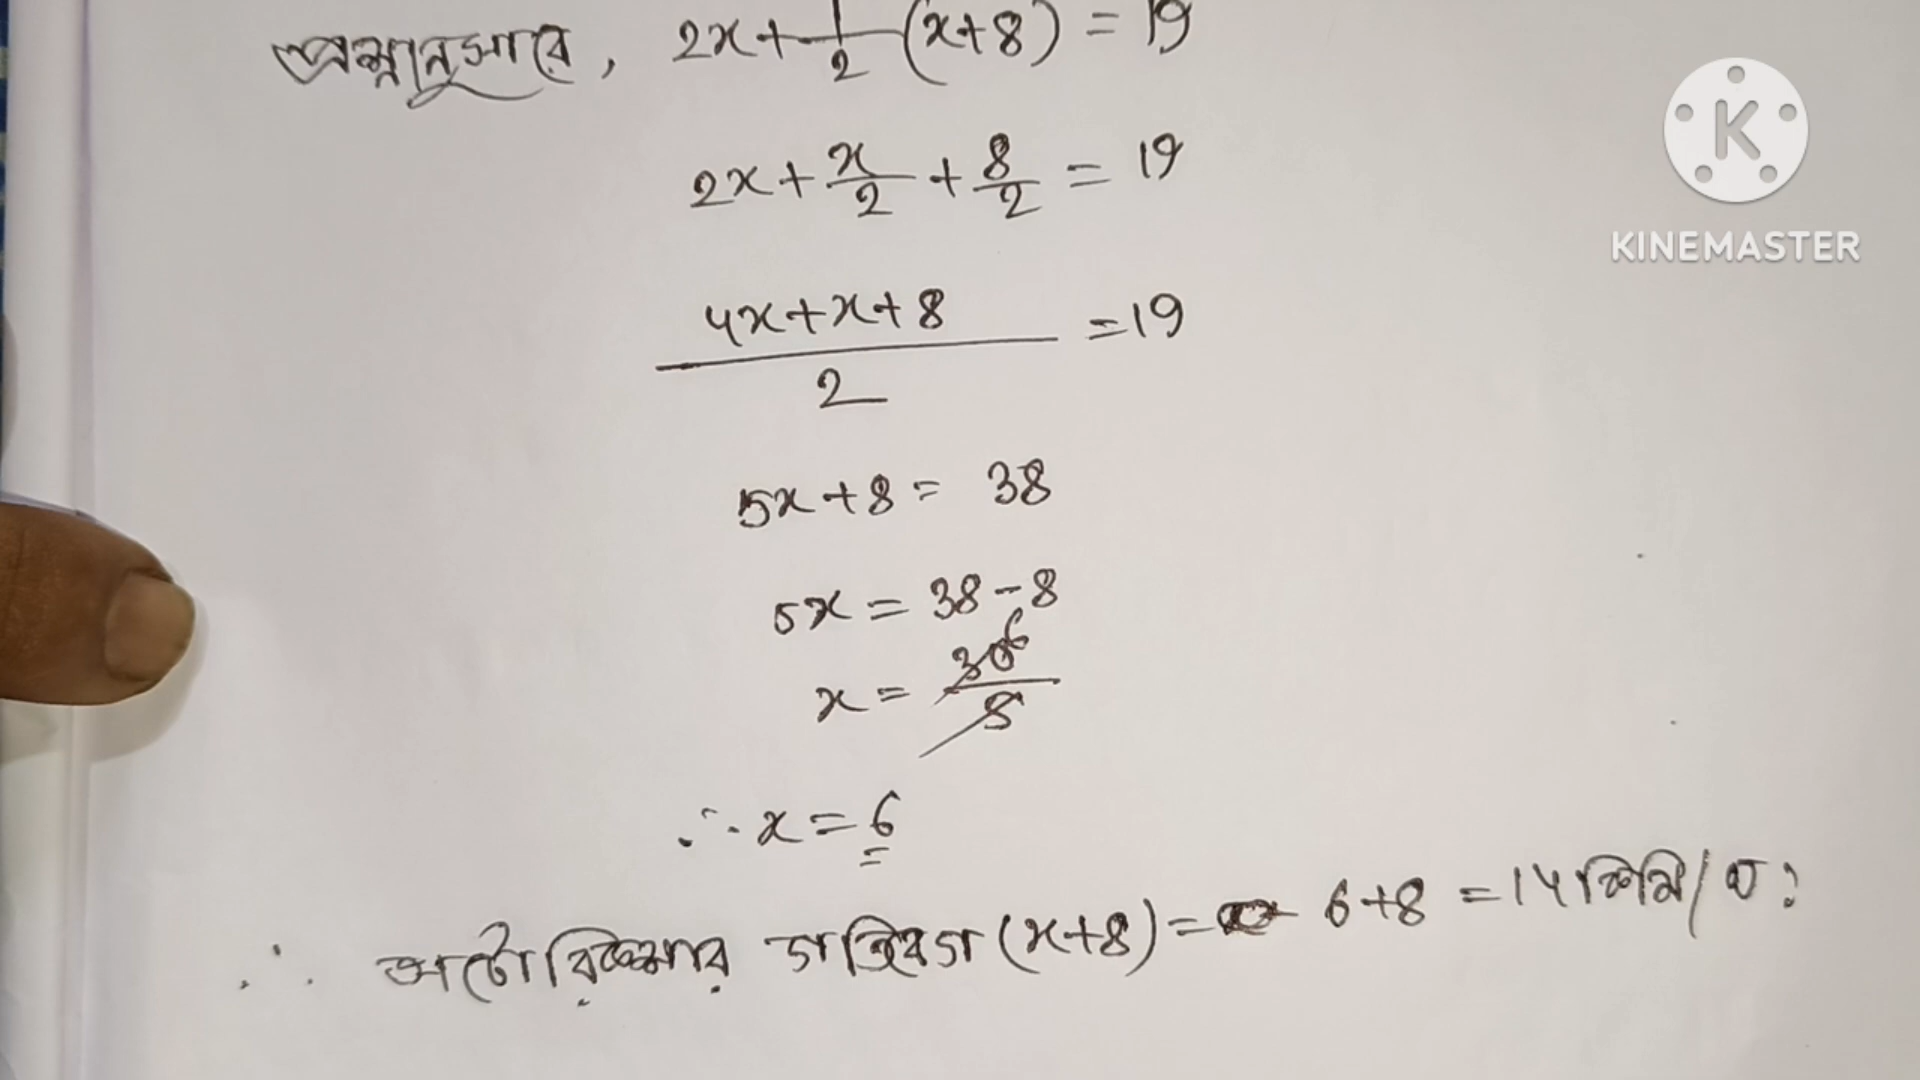 প্রশ্নানুসারে, 2x + 1/2 (x+8) = 19
2x + x/2 + 8/2 = 19
K
KINEMASTER
4x+x+8 / 2 = 19
5x+8 = 38
5x = 38-8
x = 30/5 6
∴ x = 6
∴ অটোরিক্সার গতিবেগ (x+8) = 6+8 = 14 কিমি/ঘ: